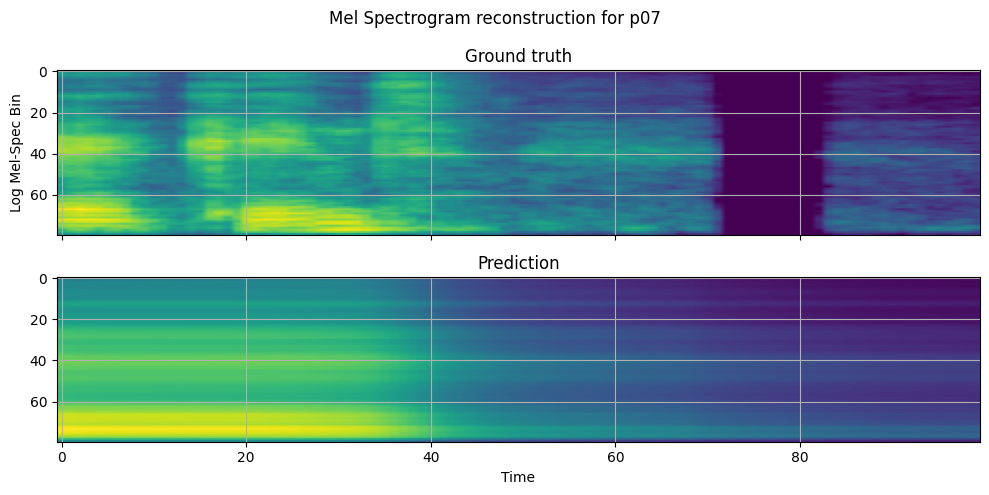 Mel Spectrogram reconstruction for p07
Ground truth
0
20
40
60
Log Mel-Spec Bin
Prediction
0
20
40
60
0 20 40 60 80
Time